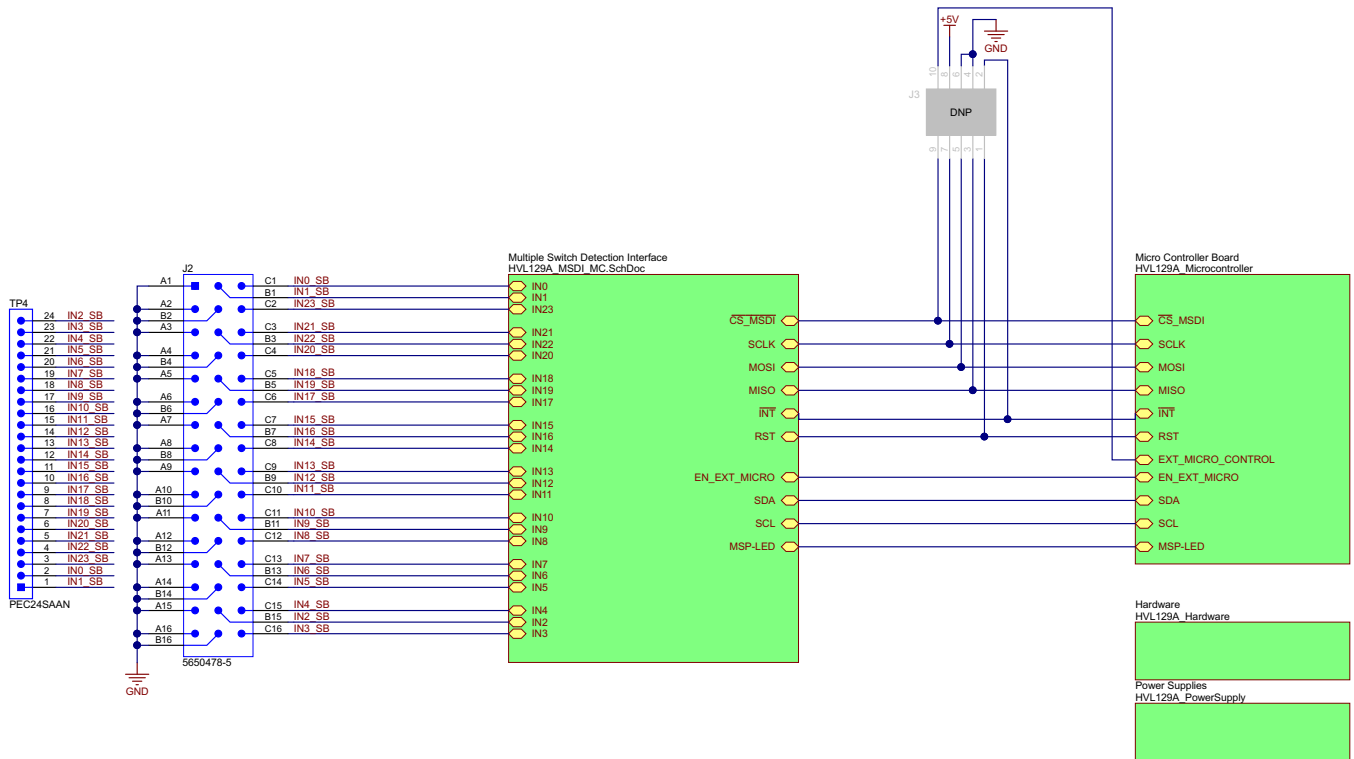 +5V
GND
10
8
6
4
2
J3
DNP
9
7
5
3
1
TP4
24 IN2_SB
23 IN3_SB
22 IN4_SB
21 IN5_SB
20 IN6_SB
19 IN7_SB
18 IN8_SB
17 IN9_SB
16 IN10_SB
15 IN11_SB
14 IN12_SB
13 IN13_SB
12 IN14_SB
11 IN15_SB
10 IN16_SB
9 IN17_SB
8 IN18_SB
7 IN19_SB
6 IN20_SB
5 IN21_SB
4 IN22_SB
3 IN23_SB
2 IN0_SB
1 IN1_SB
PEC24SAAN
J2
A1
A2
B2
A3
A4
B4
A5
A6
B6
A7
A8
B8
A9
A10
B10
A11
A12
B12
A13
A14
B14
A15
A16
B16
5650478-5
GND
C1 IN0_SB
B1 IN1_SB
C2 IN23_SB
C3 IN21_SB
B3 IN22_SB
C4 IN20_SB
C5 IN18_SB
B5 IN19_SB
C6 IN17_SB
C7 IN15_SB
B7 IN16_SB
C8 IN14_SB
C9 IN13_SB
B9 IN12_SB
C10 IN11_SB
C11 IN10_SB
B11 IN9_SB
C12 IN8_SB
C13 IN7_SB
B13 IN6_SB
C14 IN5_SB
C15 IN4_SB
B15 IN2_SB
C16 IN3_SB
Multiple Switch Detection Interface
HVL129A_MSDI_MC.SchDoc
IN0
IN1
IN23
IN21
IN22
IN20
IN18
IN19
IN17
IN15
IN16
IN14
IN13
IN12
IN11
IN10
IN9
IN8
IN7
IN6
IN5
IN4
IN2
IN3
CS_MSDI
SCLK
MOSI
MISO
INT
RST
EN_EXT_MICRO
SDA
SCL
MSP-LED
Micro Controller Board
HVL129A_Microcontroller
CS_MSDI
SCLK
MOSI
MISO
INT
RST
EXT_MICRO_CONTROL
EN_EXT_MICRO
SDA
SCL
MSP-LED
Hardware
HVL129A_Hardware
Power Supplies
HVL129A_PowerSupply